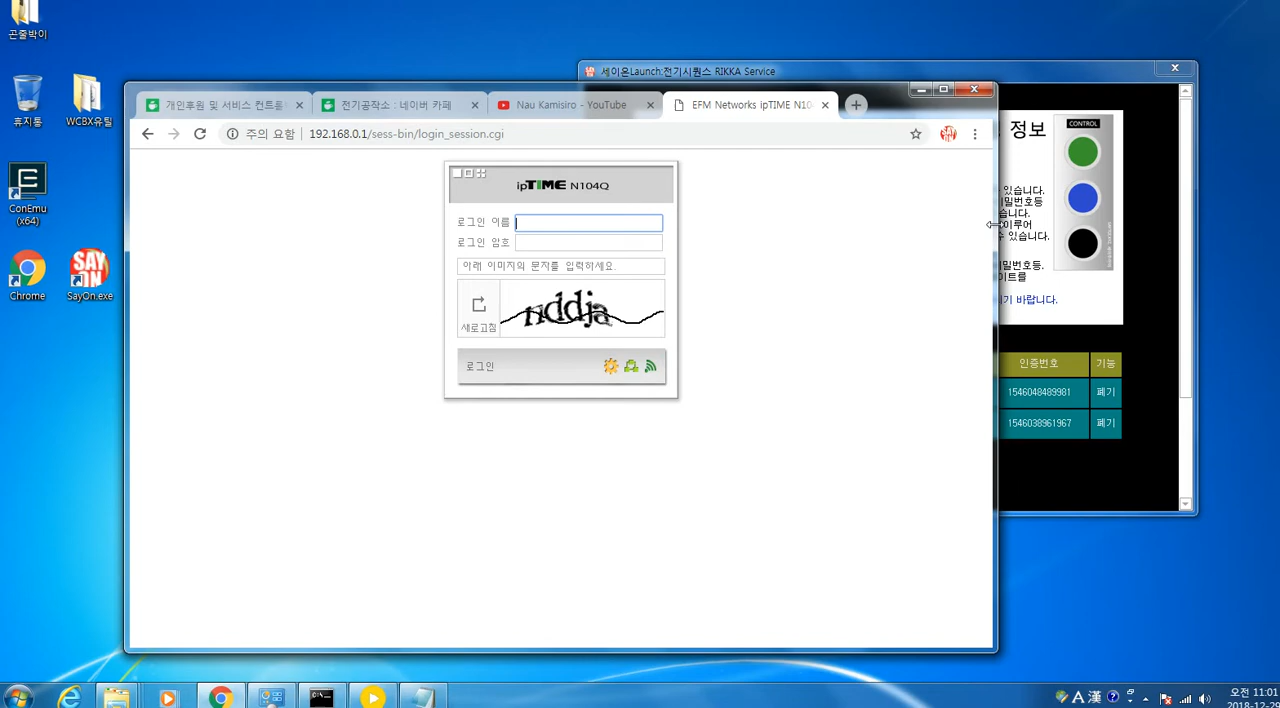 곤줄박이
휴지통
WCBX유틸
ConEmu
(x64)
Chrome
SayOn.exe
세이온Launch:전기시퀀스 RIKKA Service
개인후원 및 서비스 컨트롤
전기공작소 : 네이버 카페
Nau Kamisiro - YouTube
EFM Networks ipTIME N10
주의 요함
192.168.0.1/sess-bin/login_session.cgi
SAY
ON
ipTIME N104Q
로그인 이름
로그인 암호
아래 이미지의 문자를 입력하세요.
새로고침
로그인
정보
CONTROL
있습니다.
밀번호등
습니다.
이루어
수 있습니다.
밀번호등.
이트를
기 바랍니다.
인증번호
기능
1546048489981
폐기
1546038961967
폐기
A 漢
오전 11:01
2018-12-29